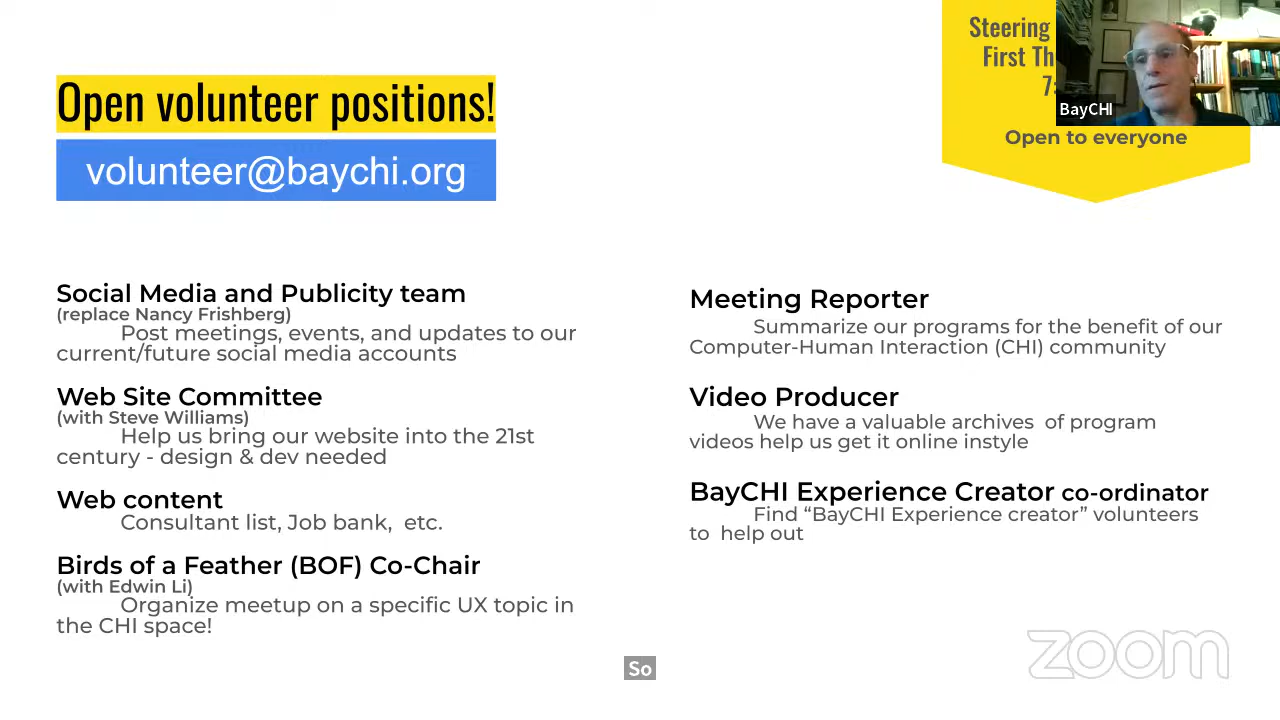 Open volunteer positions!
volunteer@baychi.org
Steering
First Th
BayCHI
Open to everyone
Social Media and Publicity team
(replace Nancy Frishberg)
Post meetings, events, and updates to our
current/future social media accounts
Web Site Committee
(with Steve Williams)
Help us bring our website into the 21st
century - design & dev needed
Web content
Consultant list, Job bank,  etc.
Birds of a Feather (BOF) Co-Chair
(with Edwin Li)
Organize meetup on a specific UX topic in
the CHI space!
Meeting Reporter
Summarize our programs for the benefit of our
Computer-Human Interaction (CHI) community
Video Producer
We have a valuable archives  of program
videos help us get it online instyle
BayCHI Experience Creator co-ordinator
Find “BayCHI Experience creator” volunteers
to  help out
So
zoom